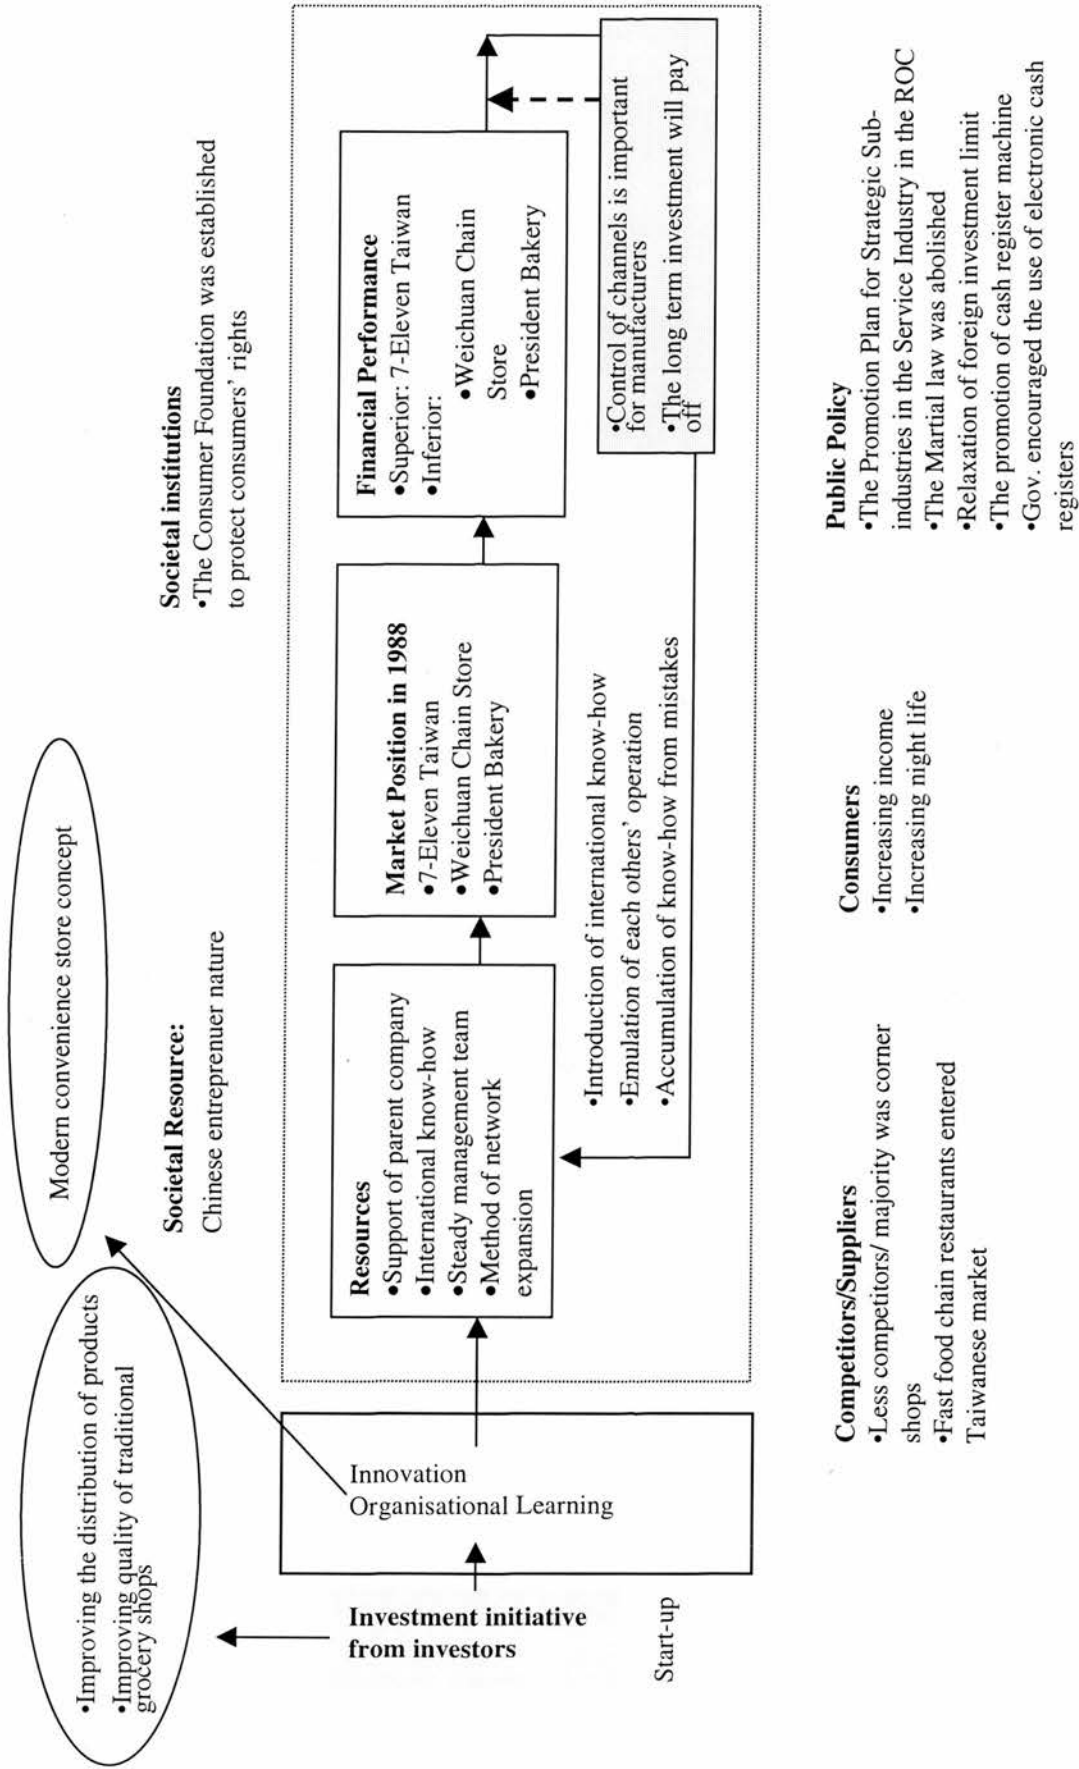 •Improving the distribution of products
•Improving quality of traditional
grocery shops
Modern convenience store concept
Societal Resource:
Chinese entreprenuer nature
Societal institutions
•The Consumer Foundation was established
to protect consumers' rights
Investment initiative
from investors
Start-up
Innovation
Organisational Learning
Resources
•Support of parent company
•International know-how
•Steady management team
•Method of network
expansion
Market Position in 1988
•7-Eleven Taiwan
•Weichuan Chain Store
•President Bakery
Financial Performance
•Superior: 7-Eleven Taiwan
•Inferior:
•Weichuan Chain
Store
•President Bakery
•Control of channels is important
for manufacturers
•The long term investment will pay
off
•Introduction of international know-how
•Emulation of each others' operation
•Accumulation of know-how from mistakes
Competitors/Suppliers
•Less competitors/ majority was corner
shops
•Fast food chain restaurants entered
Taiwanese market
Consumers
•Increasing income
•Increasing night life
Public Policy
•The Promotion Plan for Strategic Sub-
industries in the Service Industry in the ROC
•The Martial law was abolished
•Relaxation of foreign investment limit
•The promotion of cash register machine
•Gov. encouraged the use of electronic cash
registers